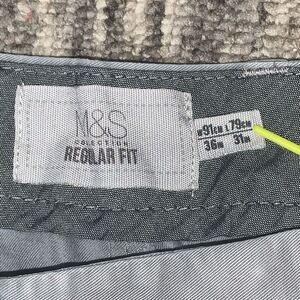 M&S
COLLECTION
REGULAR FIT
W91CM L79CM
36IN 31IN